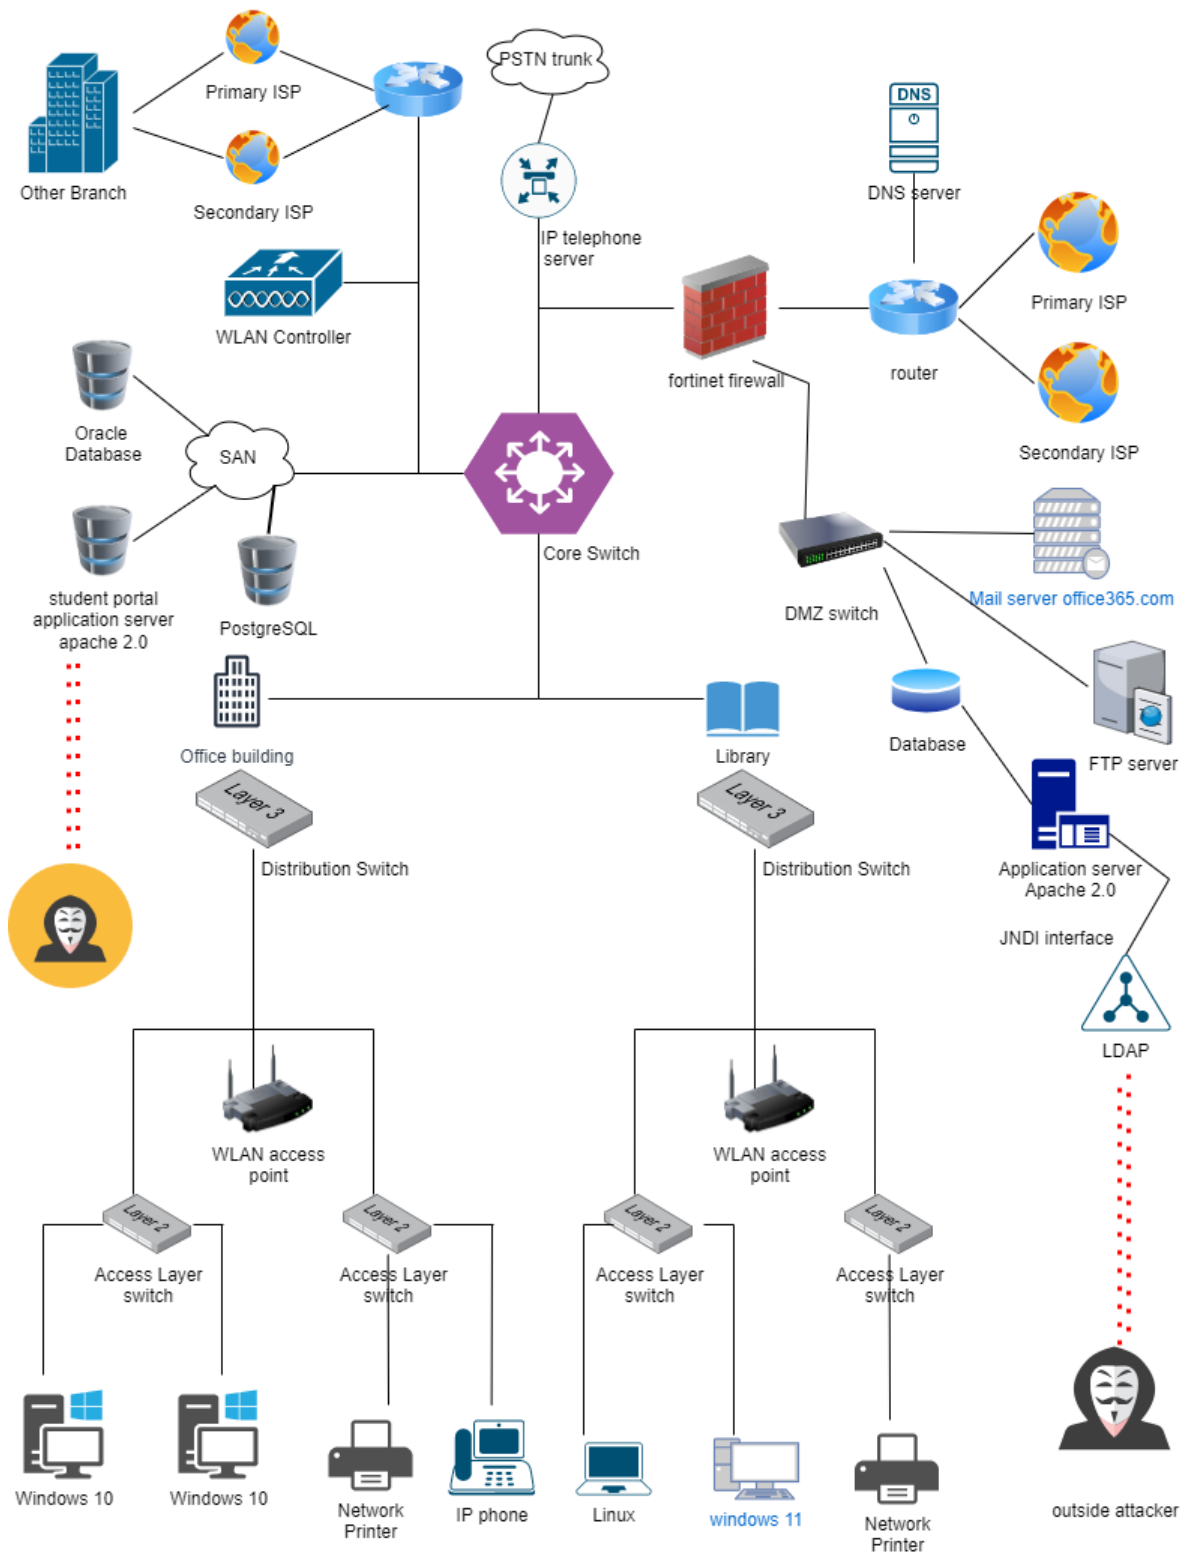 PSTN trunk
Primary ISP
DNS
Other Branch
Secondary ISP
DNS server
IP telephone
server
WLAN Controller
Primary ISP
fortinet firewall
router
Oracle
Database
SAN
Secondary ISP
Core Switch
student portal
application server
apache 2.0
PostgreSQL
DMZ switch
Mail server office365.com
Office building
Library
Database
FTP server
Layer 3
Layer 3
Distribution Switch
Distribution Switch
Application server
Apache 2.0
JNDI interface
LDAP
WLAN access
point
WLAN access
point
Layer 2
Layer 2
Layer 2
Layer 2
Access Layer
switch
Access Layer
switch
Access Layer
switch
Access Layer
switch
Windows 10
Windows 10
Network
Printer
IP phone
Linux
windows 11
Network
Printer
outside attacker